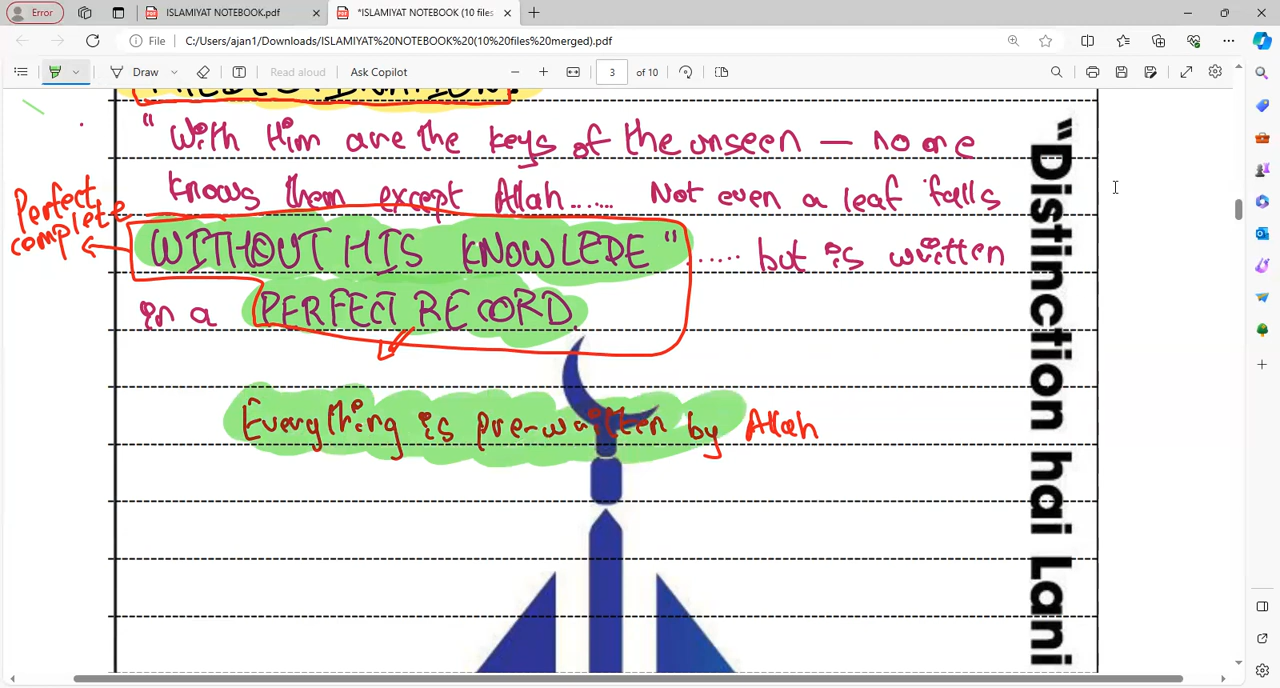 Error
ISLAMIYAT NOTEBOOK.pdf
*ISLAMIYAT NOTEBOOK (10 files
File
C:/Users/ajan1/Downloads/ISLAMIYAT%20NOTEBOOK%20(10%20files%20merged).pdf
Draw
Read aloud
Ask Copilot
3 of 10
PREDESTINATION:
"With Him are the keys of the unseen — no one
knows them except Allah...... Not even a leaf falls
Perfect
complete
WITHOUT HIS KNOWLEDE" ..... but is written
in a PERFECT RECORD.
Everything is pre-written by Allah
"Distinction hai Lani